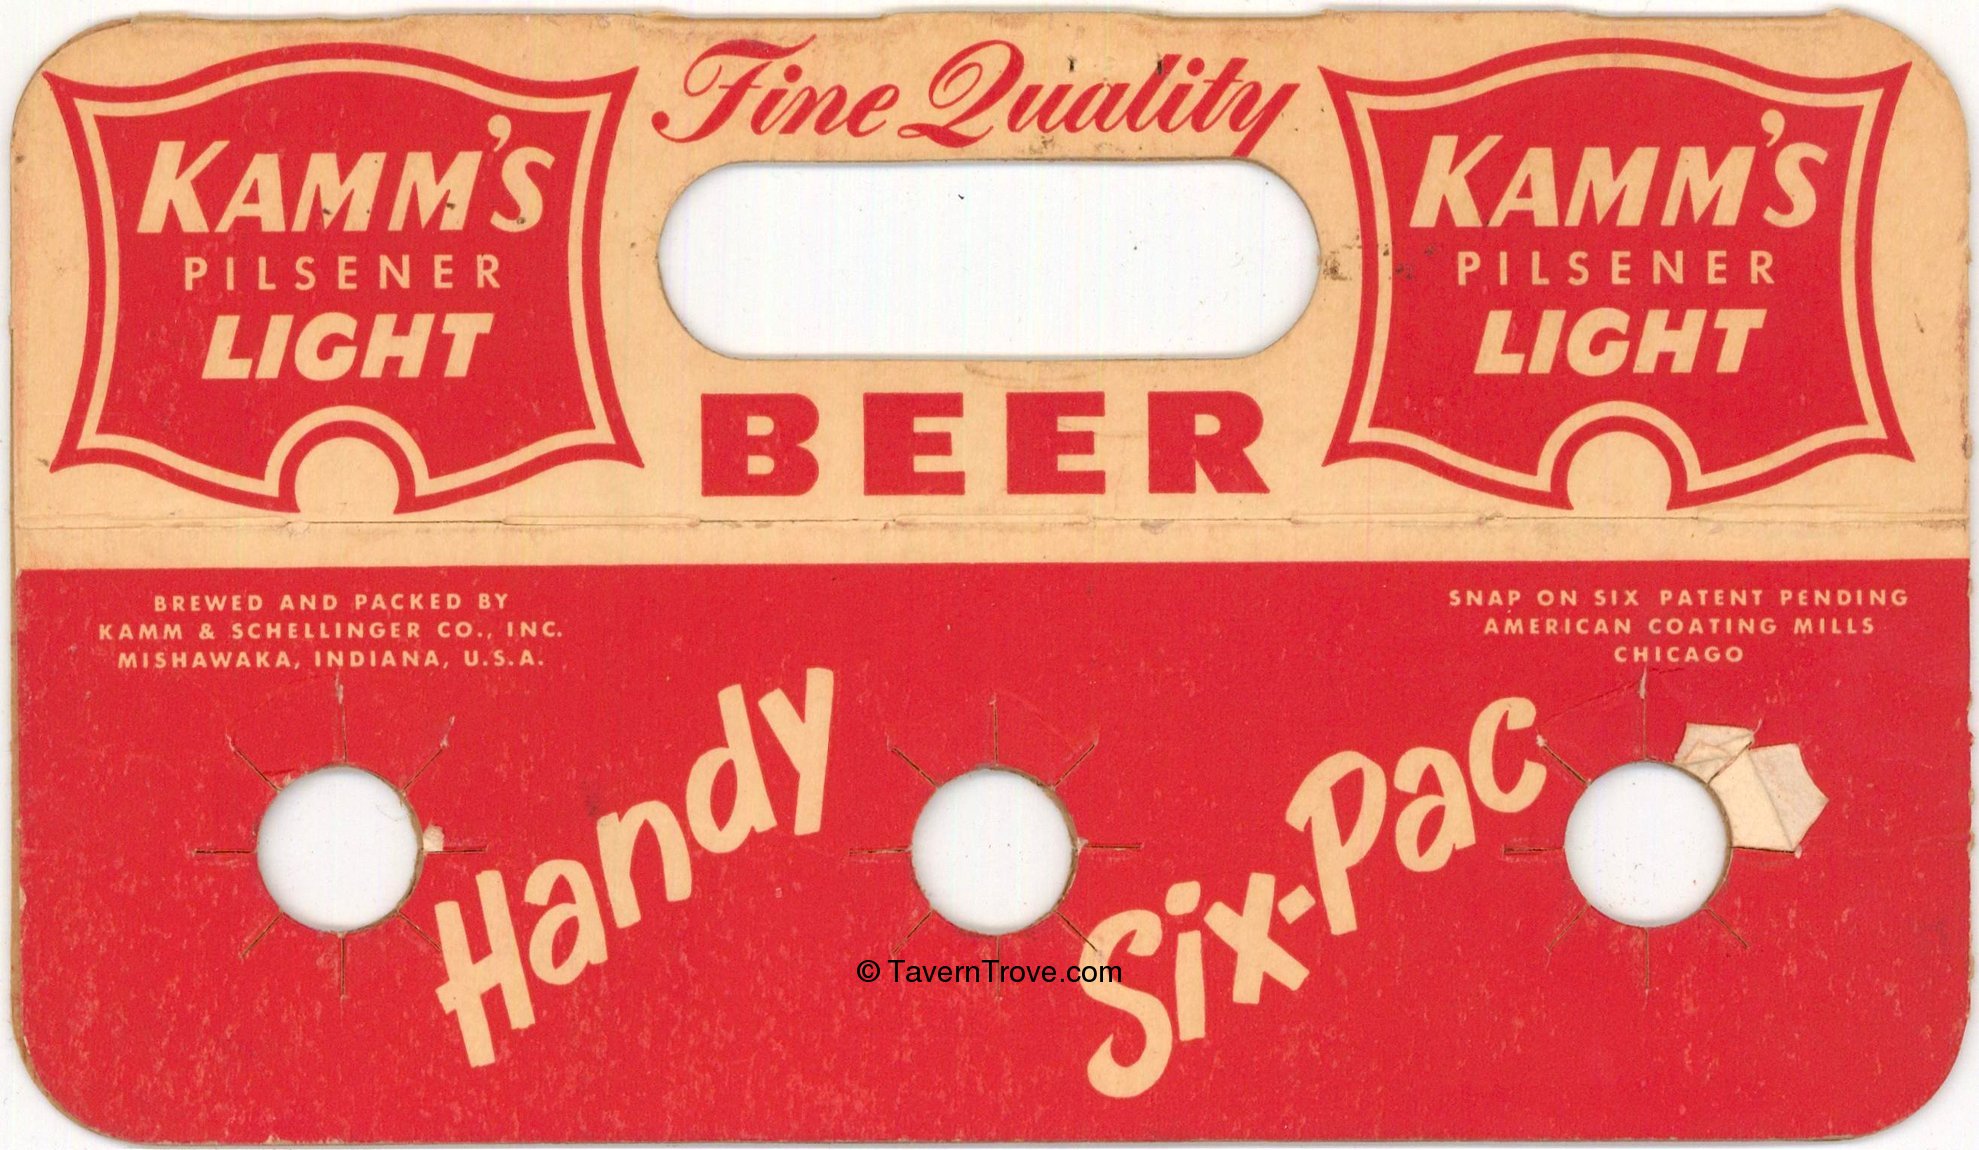 Fine Quality
KAMM'S
PILSENER
LIGHT
KAMM'S
PILSENER
LIGHT
BEER
BREWED AND PACKED BY
KAMM & SCHELLINGER CO., INC.
MISHAWAKA, INDIANA, U.S.A.
SNAP ON SIX PATENT PENDING
AMERICAN COATING MILLS
CHICAGO
Handy
Six-Pac
© TavernTrove.com